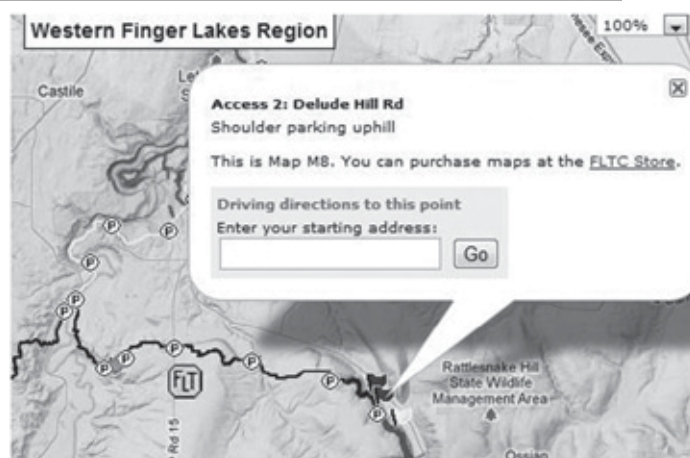 Western Finger Lakes Region
100%
Castile
Access 2: Delude Hill Rd
Shoulder parking uphill
This is Map M8. You can purchase maps at the FLTC Store.
Driving directions to this point
Enter your starting address:
Go
P
P
P
P
P
P
P
P
P
P
P
FLT
Rattlesnake Hill
State Wildlife
Management Area
Rd 15
Ossian